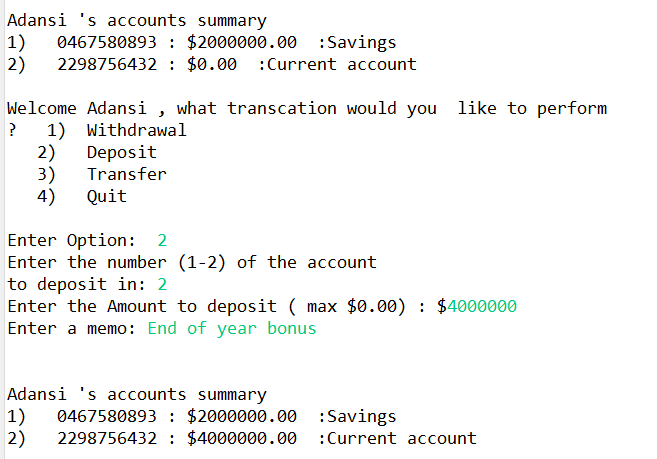 Adansi 's accounts summary
1)   0467580893 : $2000000.00  :Savings
2)   2298756432 : $0.00  :Current account
Welcome Adansi , what transcation would you  like to perform
?   1)  Withdrawal
2)   Deposit
3)   Transfer
4)   Quit
Enter Option:  2
Enter the number (1-2) of the account
to deposit in: 2
Enter the Amount to deposit ( max $0.00) : $4000000
Enter a memo: End of year bonus
Adansi 's accounts summary
1)   0467580893 : $2000000.00  :Savings
2)   2298756432 : $4000000.00  :Current account